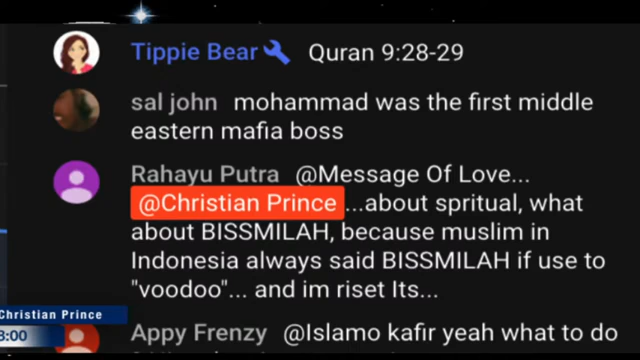 Tippie Bear Quran 9:28-29
sal john mohammad was the first middle
eastern mafia boss
Rahayu Putra @Message Of Love...
@Christian Prince ...about spritual, what
about BISSMILAH, because muslim in
Indonesia always said BISSMILAH if use to
"voodoo"... and im riset Its...
Christian Prince
8:00
Appy Frenzy @Islamo kafir yeah what to do